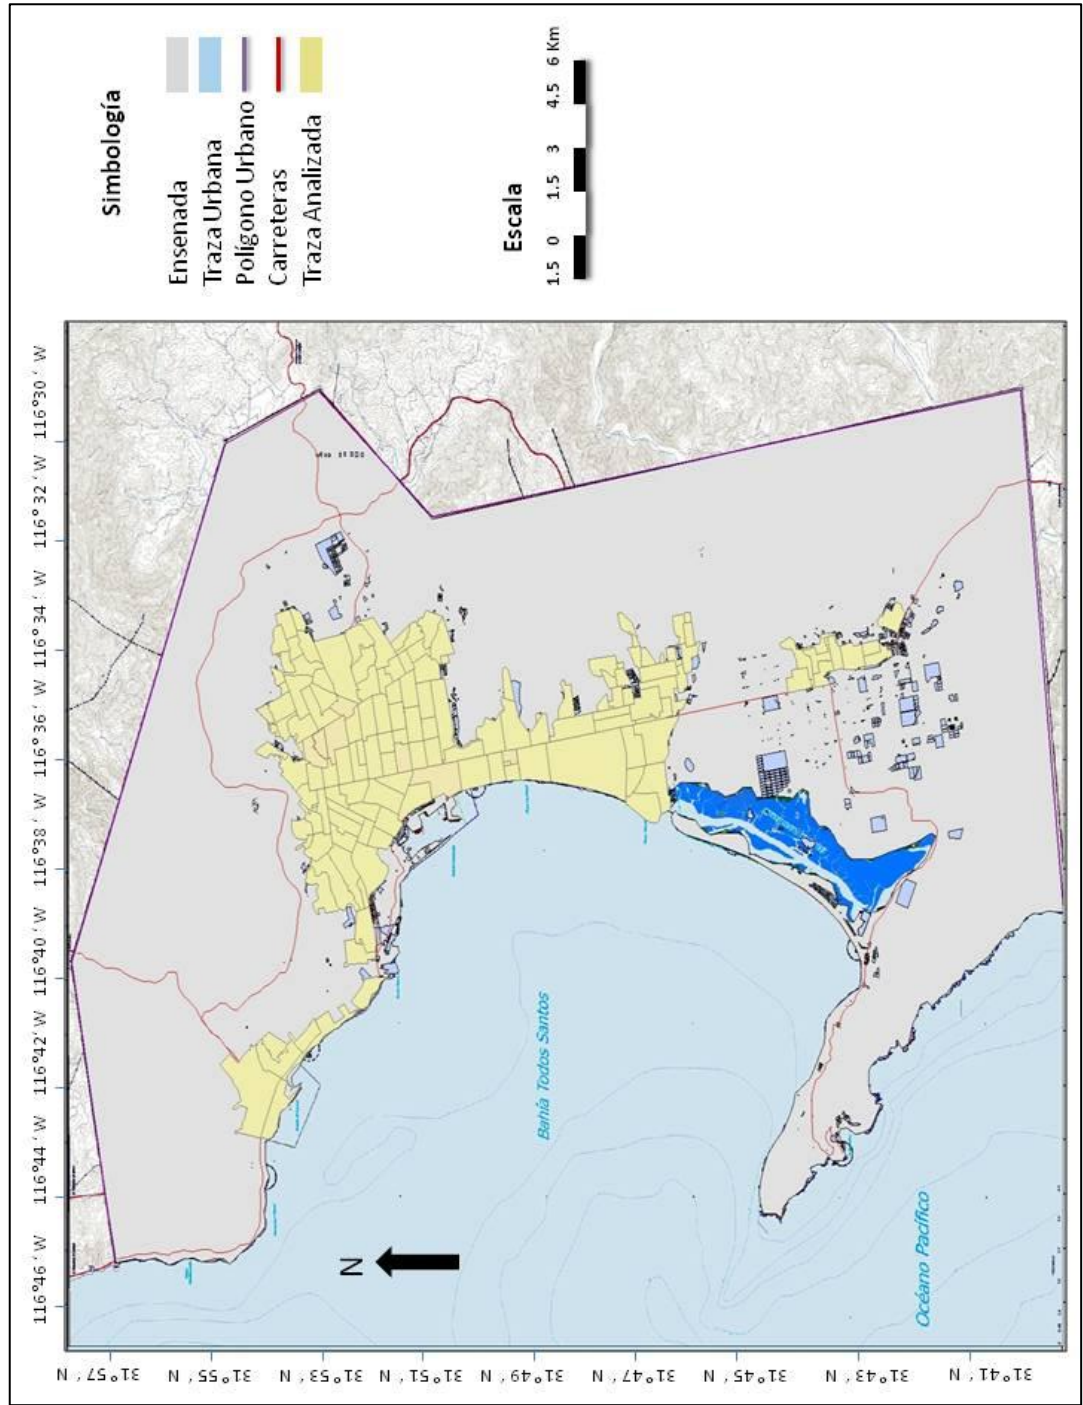 Simbología
Ensenada
Traza Urbana
Polígono Urbano
Carreteras
Traza Analizada
Escala
1.5 0 1.5 3 4.5 6 Km
116°46' W 116°44' W 116°42' W 116°40' W 116°38' W 116°36' W 116°34' W 116°32' W 116°30' W
31°57' N
31°55' N
31°53' N
31°51' N
31°49' N
31°47' N
31°45' N
31°43' N
31°41' N
N
Bahía Todos Santos
Océano Pacífico